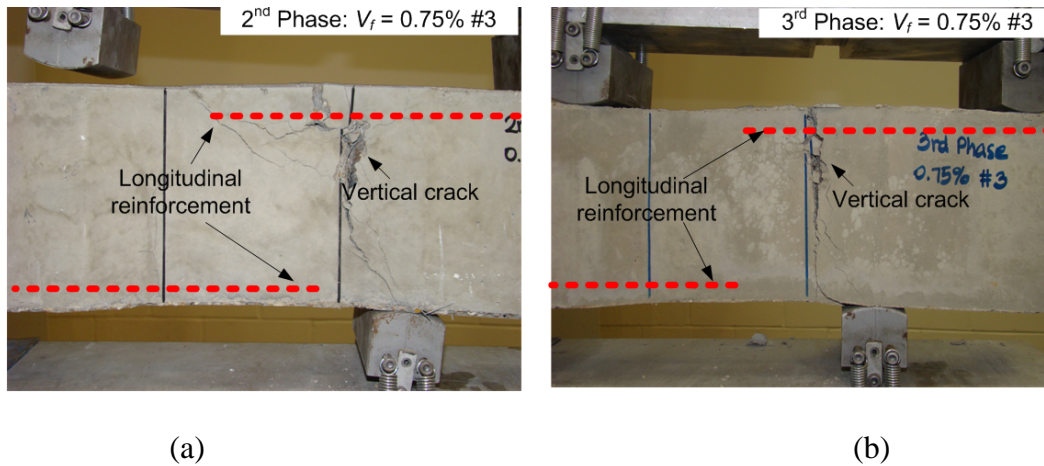 2nd Phase: Vf = 0.75% #3
Longitudinal
reinforcement
Vertical crack
(a)
3rd Phase: Vf = 0.75% #3
3rd Phase
0.75% #3
Longitudinal
reinforcement
Vertical crack
(b)